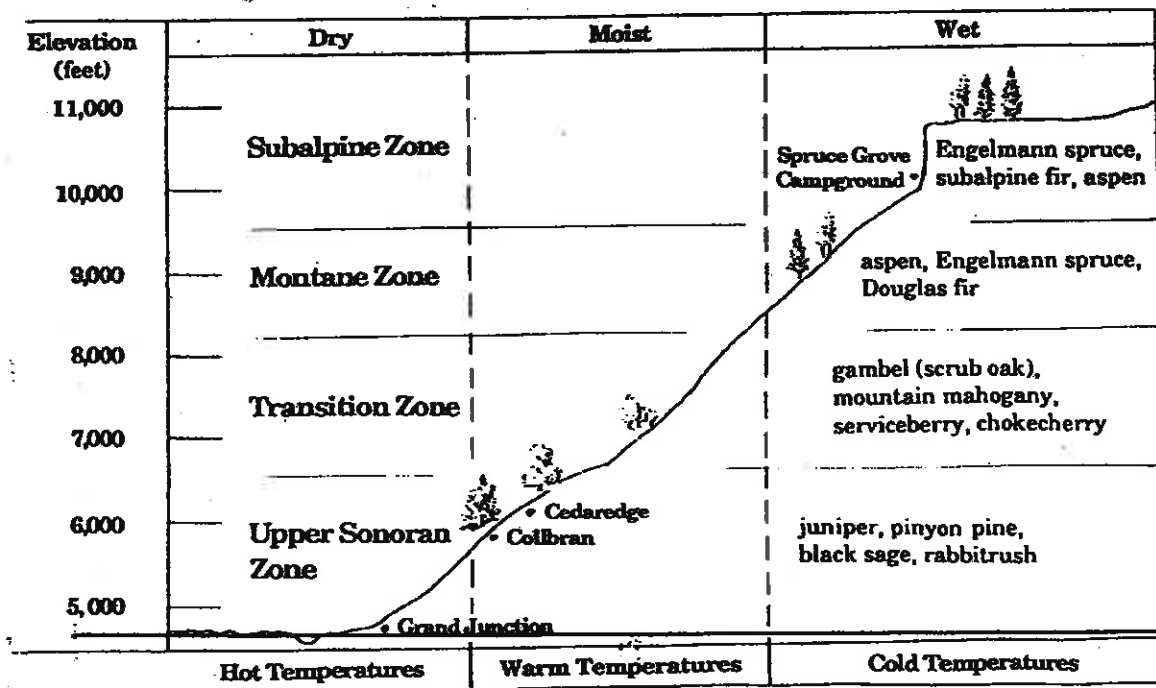 Elevation
(feet)
Dry
Moist
Wet
11,000
Subalpine Zone
Spruce Grove
Campground
Engelmann spruce,
subalpine fir, aspen
10,000
9,000
Montane Zone
aspen, Engelmann spruce,
Douglas fir
8,000
Transition Zone
gambel (scrub oak),
mountain mahogany,
serviceberry, chokecherry
7,000
6,000
Upper Sonoran
Zone
Cedaredge
Collbran
juniper, pinyon pine,
black sage, rabbitrush
5,000
Grand Junction
Hot Temperatures
Warm Temperatures
Cold Temperatures